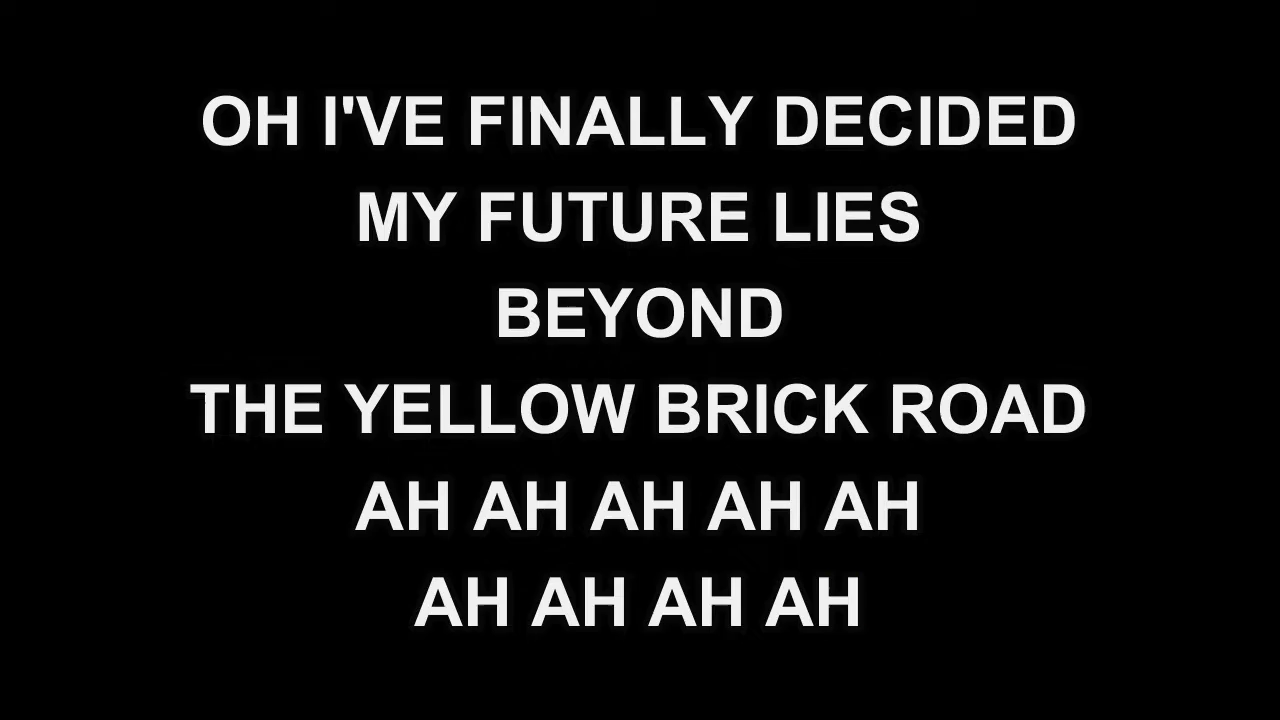 OH I'VE FINALLY DECIDED
MY FUTURE LIES
BEYOND
THE YELLOW BRICK ROAD
AH AH AH AH AH
AH AH AH AH